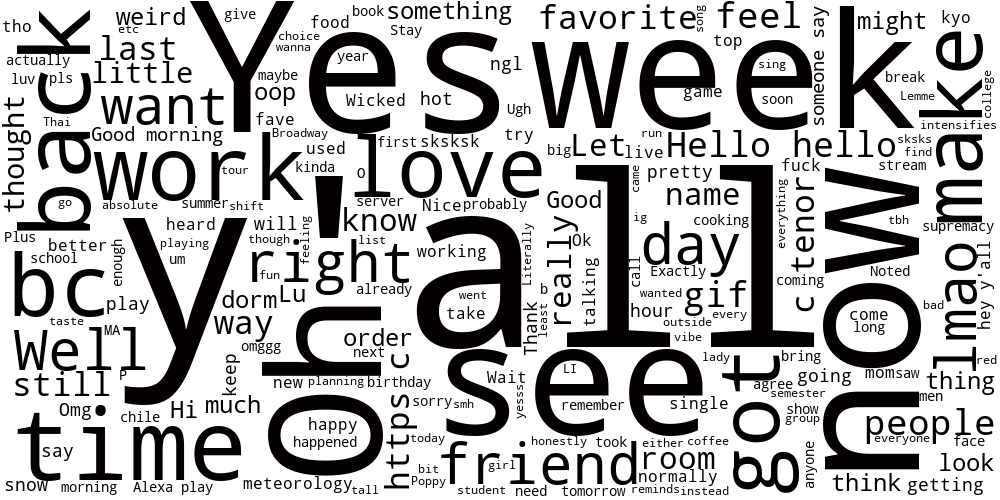 Yes
week
y'all
see
now
time
work
love
back
make
want
right
no
bc
Well
got
friend
day
lmao
people
favorite
feel
something
might
kyo
tho
weird
etc
give
food
book
Stay
song
top
someone say
last
actually
luv
pls
little
choice
wanna
year
ngl
maybe
oop
Wicked
hot
game
sing
soon
break
Lemme
college
Ugh
fave
Thai
thought
Good morning
Broadway
first
sksksk
try
used
kinda
big
Let
live
run
Hello hello
intensifies
sksks
find
fuck
stream
tour
O
go
absolute
summer
shift
server
Nice
probably
Good
came
pretty
name
everything
tenor
c
Plus
heard
will
know
ig
cooking
tbh
supremacy
better
playing
though
feeling
list
working
Literally
really
Ok
talking
call
Exactly
coming
Noted
hey y'all
school
enough
um
fun
already
went
b
wanted
gif
play
dorm
Lu
take
least
Thank
hour
every
come
long
bad
taste
MA
way
omggg
order
next
outside
vibe
lady
bring
red
still
P
keep
new
planning
birthday
https c
Wait
LI
agree
going
momsaw
thing
semester
men
Omg
chile
Hi
much
happy
happened
sorry
smh
yesss
remember
single
show
group
say
today
honestly
took
either
coffee
anyone
everyone
face
snow
morning
Alexa play
meteorology
tall
bit
Poppy
girl
student
need
tomorrow
room
normally
reminds
instead
think
getting
look